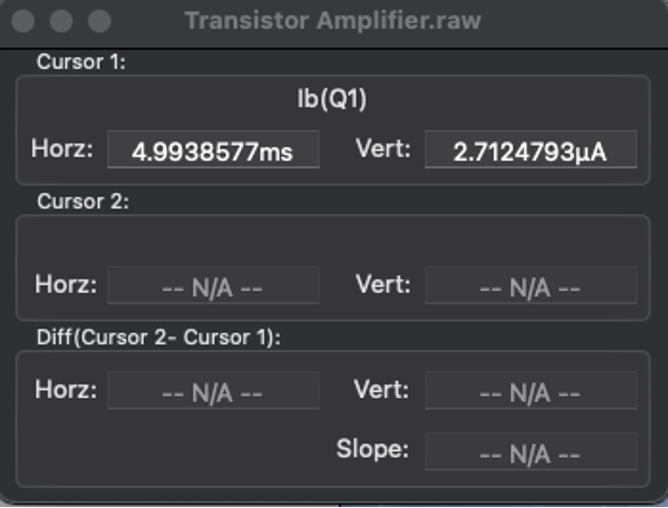 Transistor Amplifier.raw
Cursor 1:
Ib(Q1)
Horz: 4.9938577ms Vert: 2.7124793µA
Cursor 2:
Horz: -- N/A -- Vert: -- N/A --
Diff(Cursor 2- Cursor 1):
Horz: -- N/A -- Vert: -- N/A --
Slope: -- N/A --